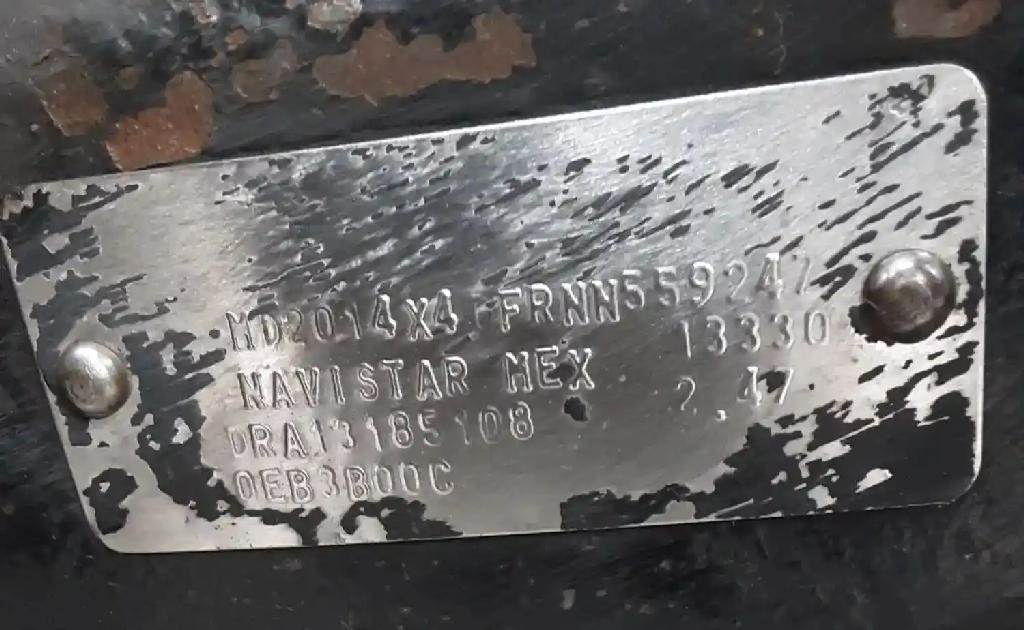 MD2014X4 FRNN559247
NAVISTAR MEX 13330
DRA13185108 2.47
0EB3B00C